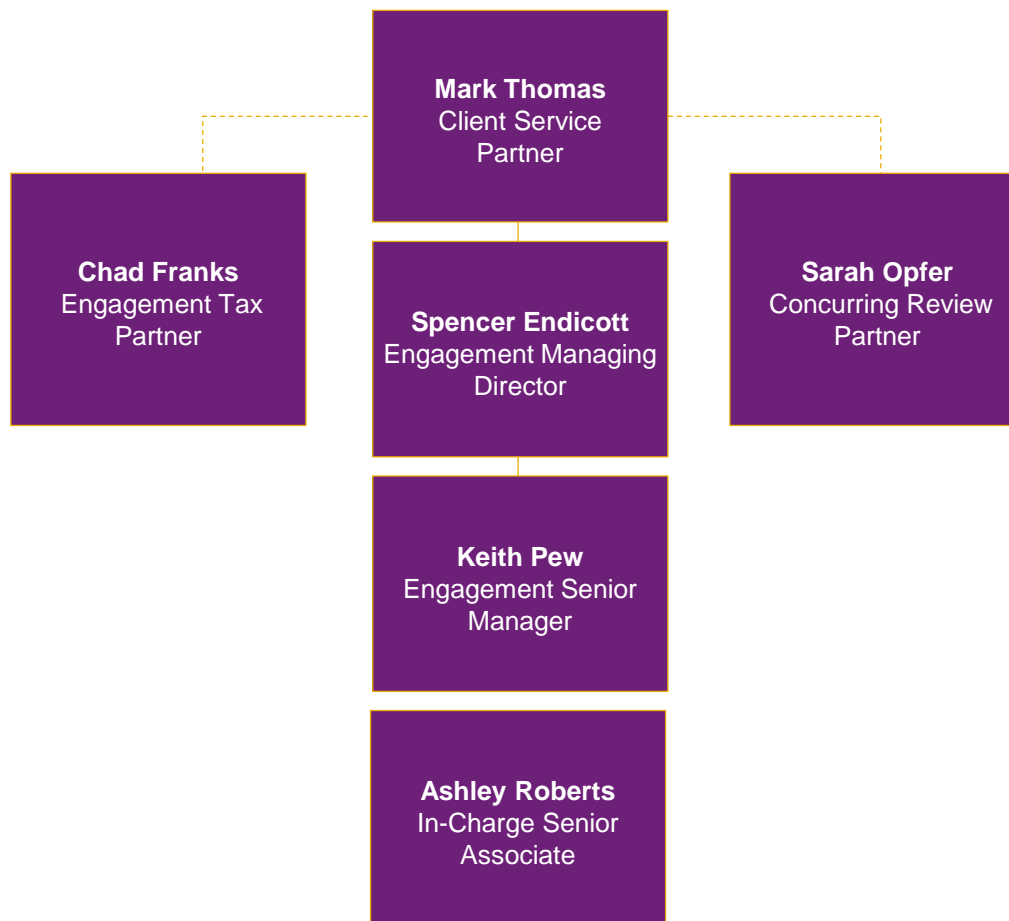 Mark Thomas
Client Service
Partner
Chad Franks
Engagement Tax
Partner
Sarah Opfer
Concurring Review
Partner
Spencer Endicott
Engagement Managing
Director
Keith Pew
Engagement Senior
Manager
Ashley Roberts
In-Charge Senior
Associate